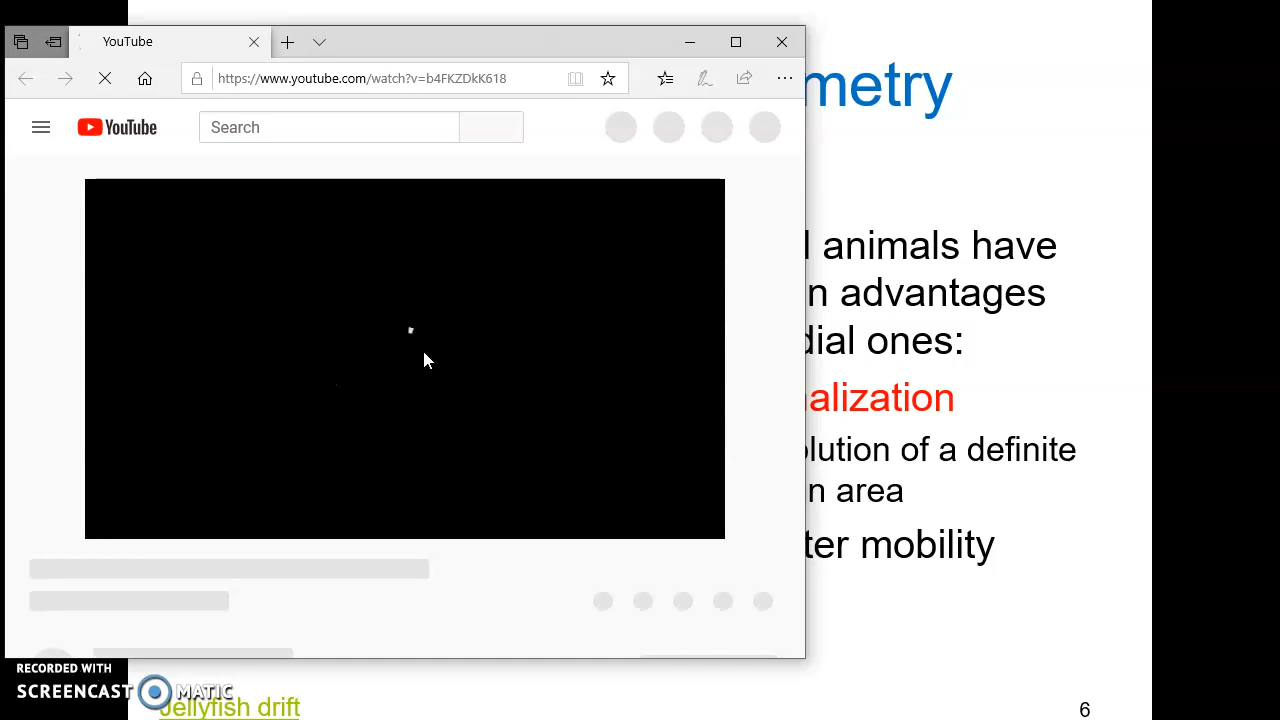 YouTube
https://www.youtube.com/watch?v=b4FKZDkK618
YouTube
Search
metry
l animals have
n advantages
dial ones:
alization
olution of a definite
n area
ter mobility
RECORDED WITH
SCREENCAST MATIC
Jellyfish drift
6